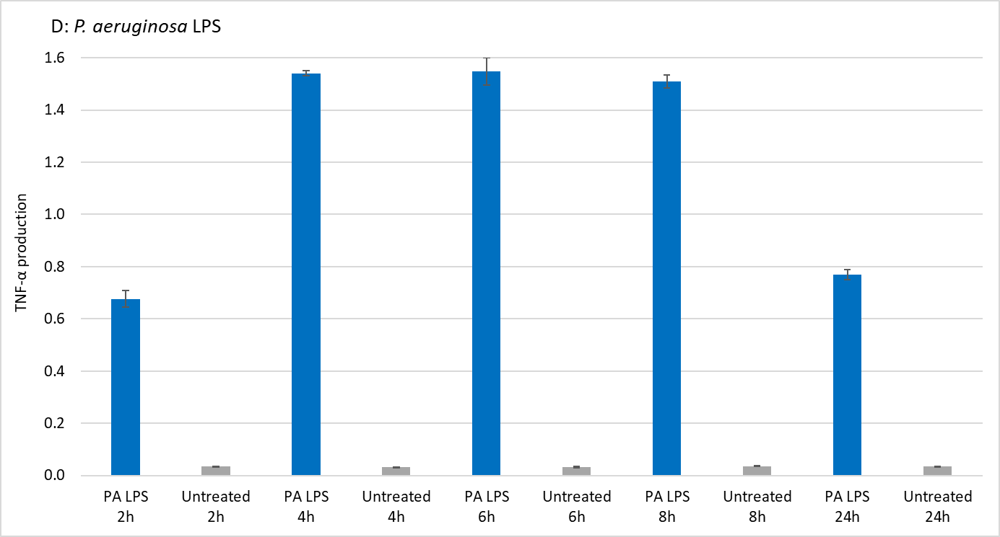 D: P. aeruginosa LPS
1.6
1.4
1.2
1.0
0.8
0.6
0.4
0.2
0.0
TNF-α production
PA LPS 2h
Untreated 2h
PA LPS 4h
Untreated 4h
PA LPS 6h
Untreated 6h
PA LPS 8h
Untreated 8h
PA LPS 24h
Untreated 24h